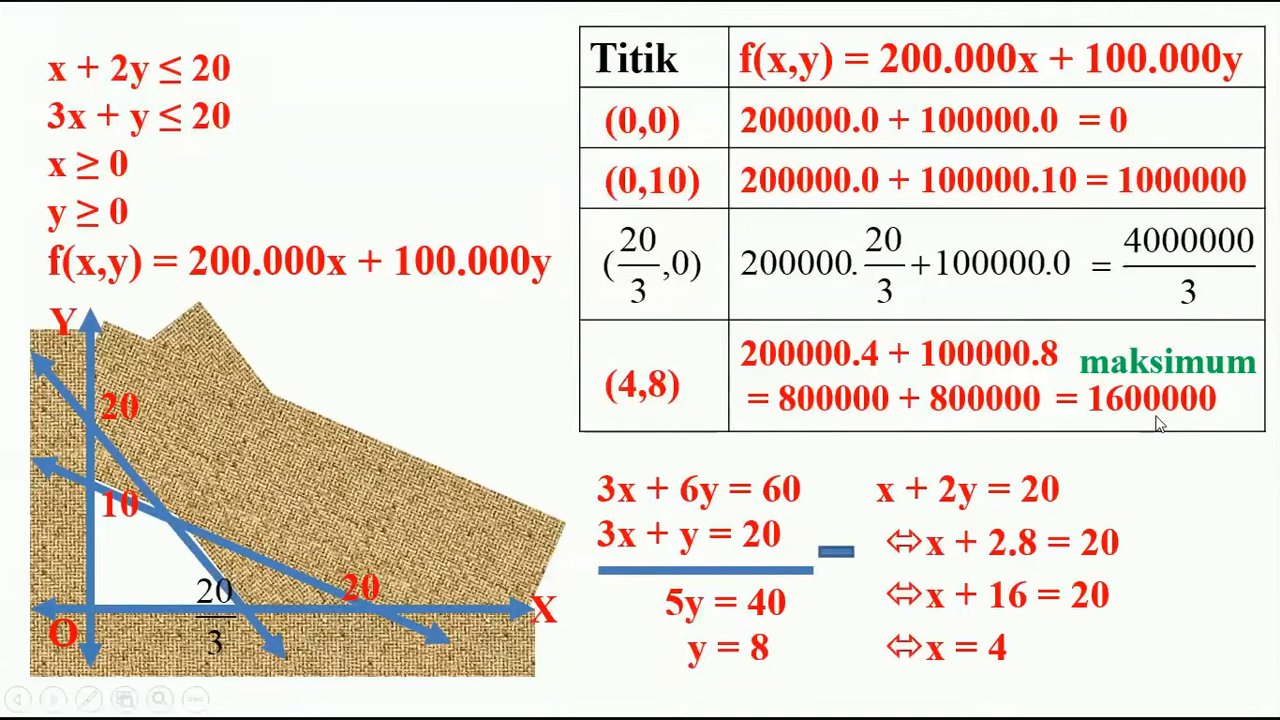 x + 2y ≤ 20
3x + y ≤ 20
x ≥ 0
y ≥ 0
f(x,y) = 200.000x + 100.000y
Titik f(x,y) = 200.000x + 100.000y
(0,0) 200000.0 + 100000.0 = 0
(0,10) 200000.0 + 100000.10 = 1000000
(20/3,0) 200000.20/3+100000.0 = 4000000/3
(4,8) 200000.4 + 100000.8 maksimum
= 800000 + 800000 = 1600000
Y
20
10
20/3
20
X
O
3x + 6y = 60
3x + y = 20
5y = 40
y = 8
x + 2y = 20
⇔x + 2.8 = 20
⇔x + 16 = 20
⇔x = 4